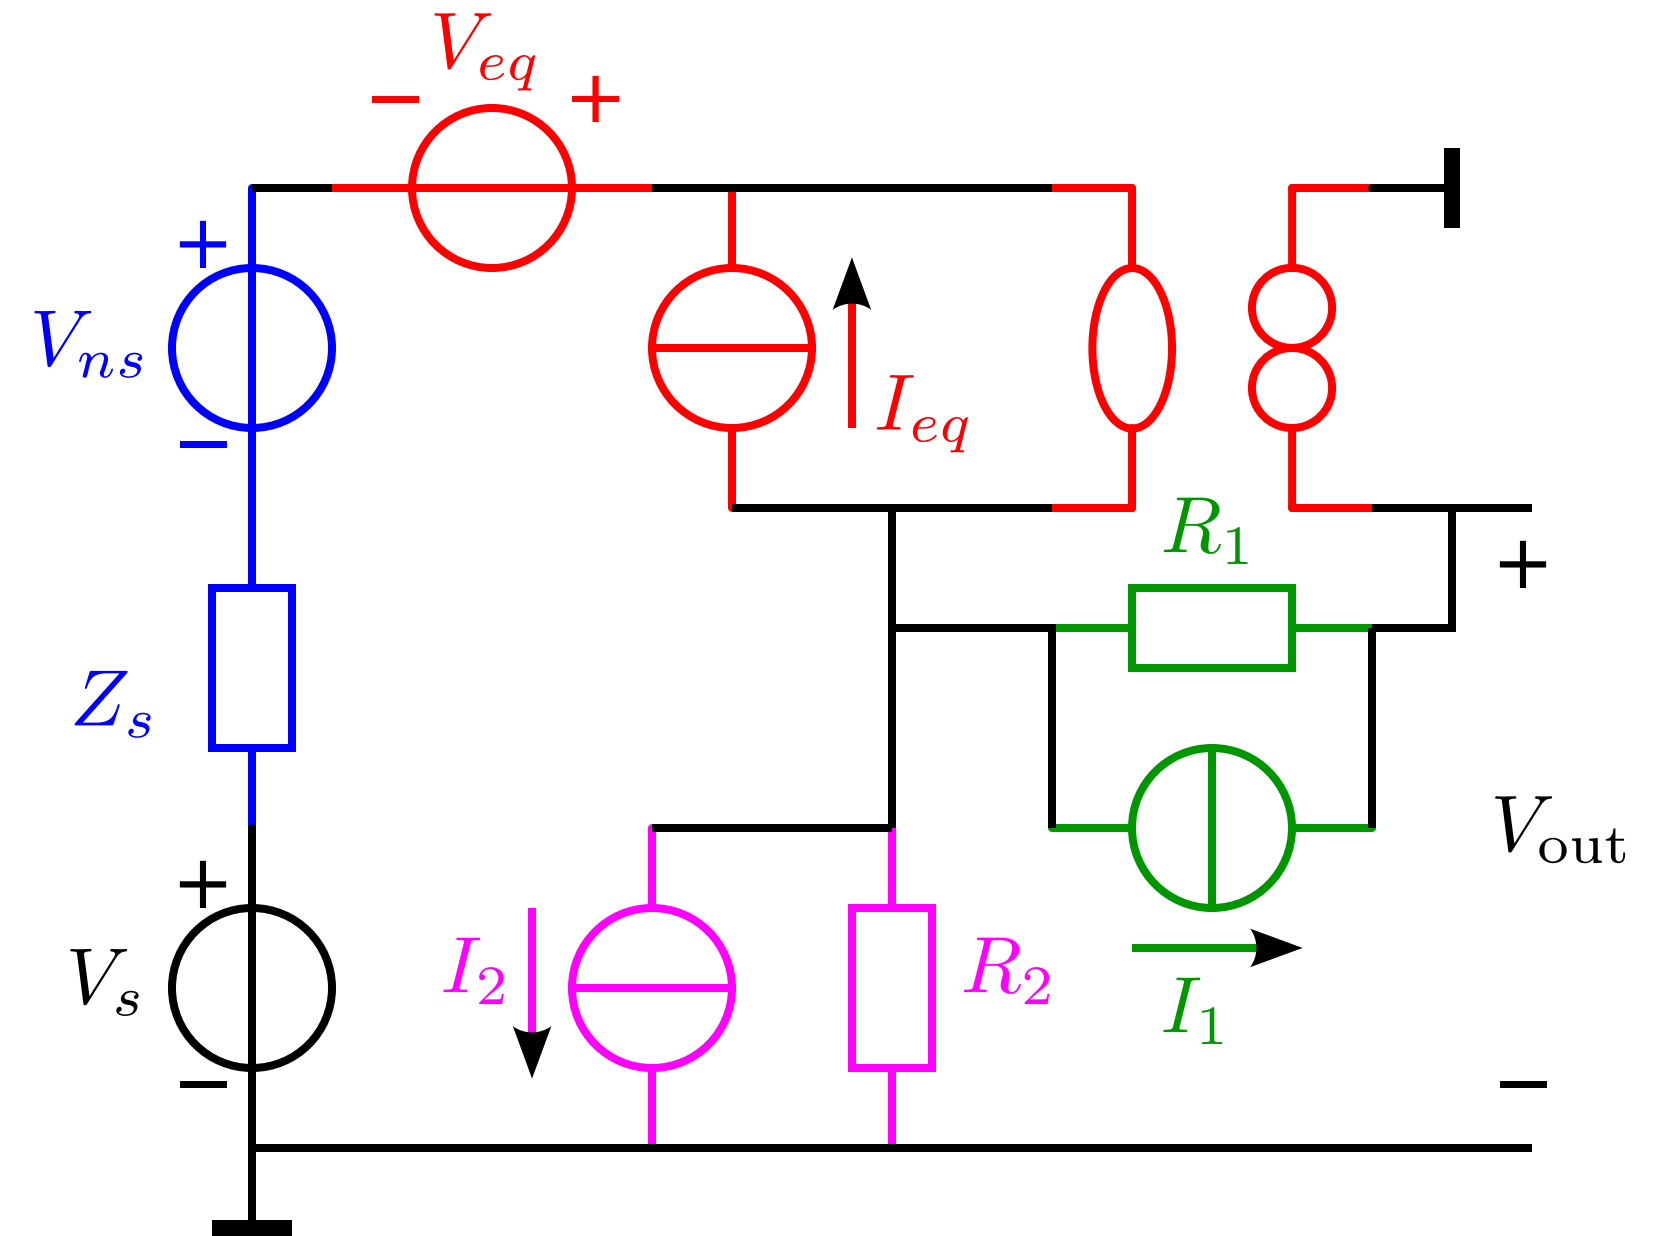 V_eq
− +
+
V_ns
−
I_eq
R_1
+
Z_s
V_out
+
V_s
−
I_2
R_2
I_1
−